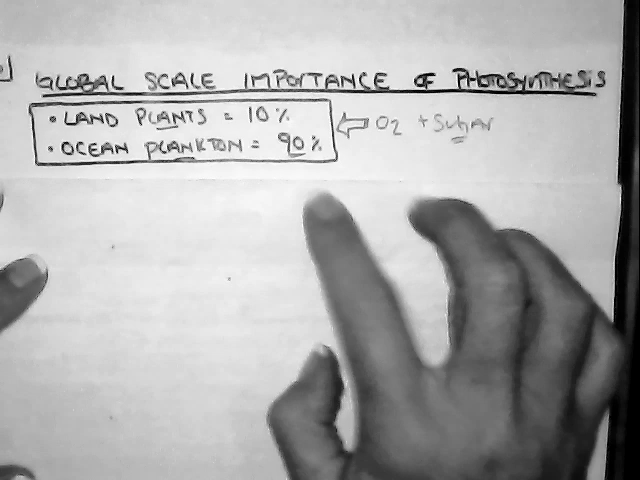 GLOBAL SCALE IMPORTANCE OF PHOTOSYNTHESIS
• LAND PLANTS = 10%
• OCEAN PLANKTON = 90%
⇦ O2 + Sugar